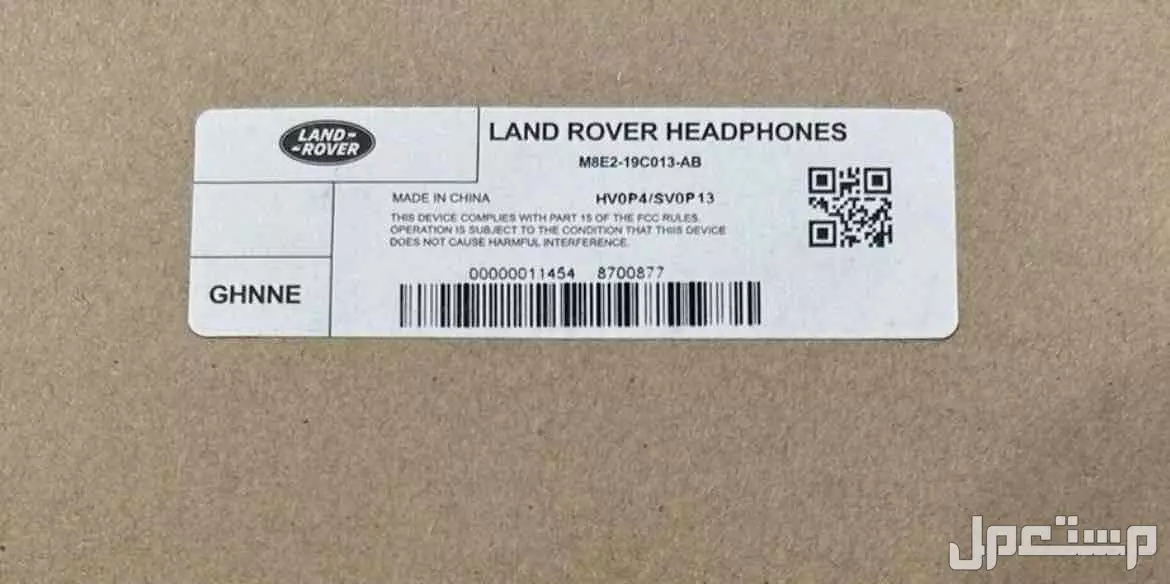 LAND-
-ROVER
LAND ROVER HEADPHONES
M8E2-19C013-AB
MADE IN CHINA
HV0P4/SV0P13
THIS DEVICE COMPLIES WITH PART 15 OF THE FCC RULES.
OPERATION IS SUBJECT TO THE CONDITION THAT THIIS DEVICE
DOES NOT CAUSE HARMFUL INTERFERENCE.
GHNNE
00000011454 8700877
مستعمل